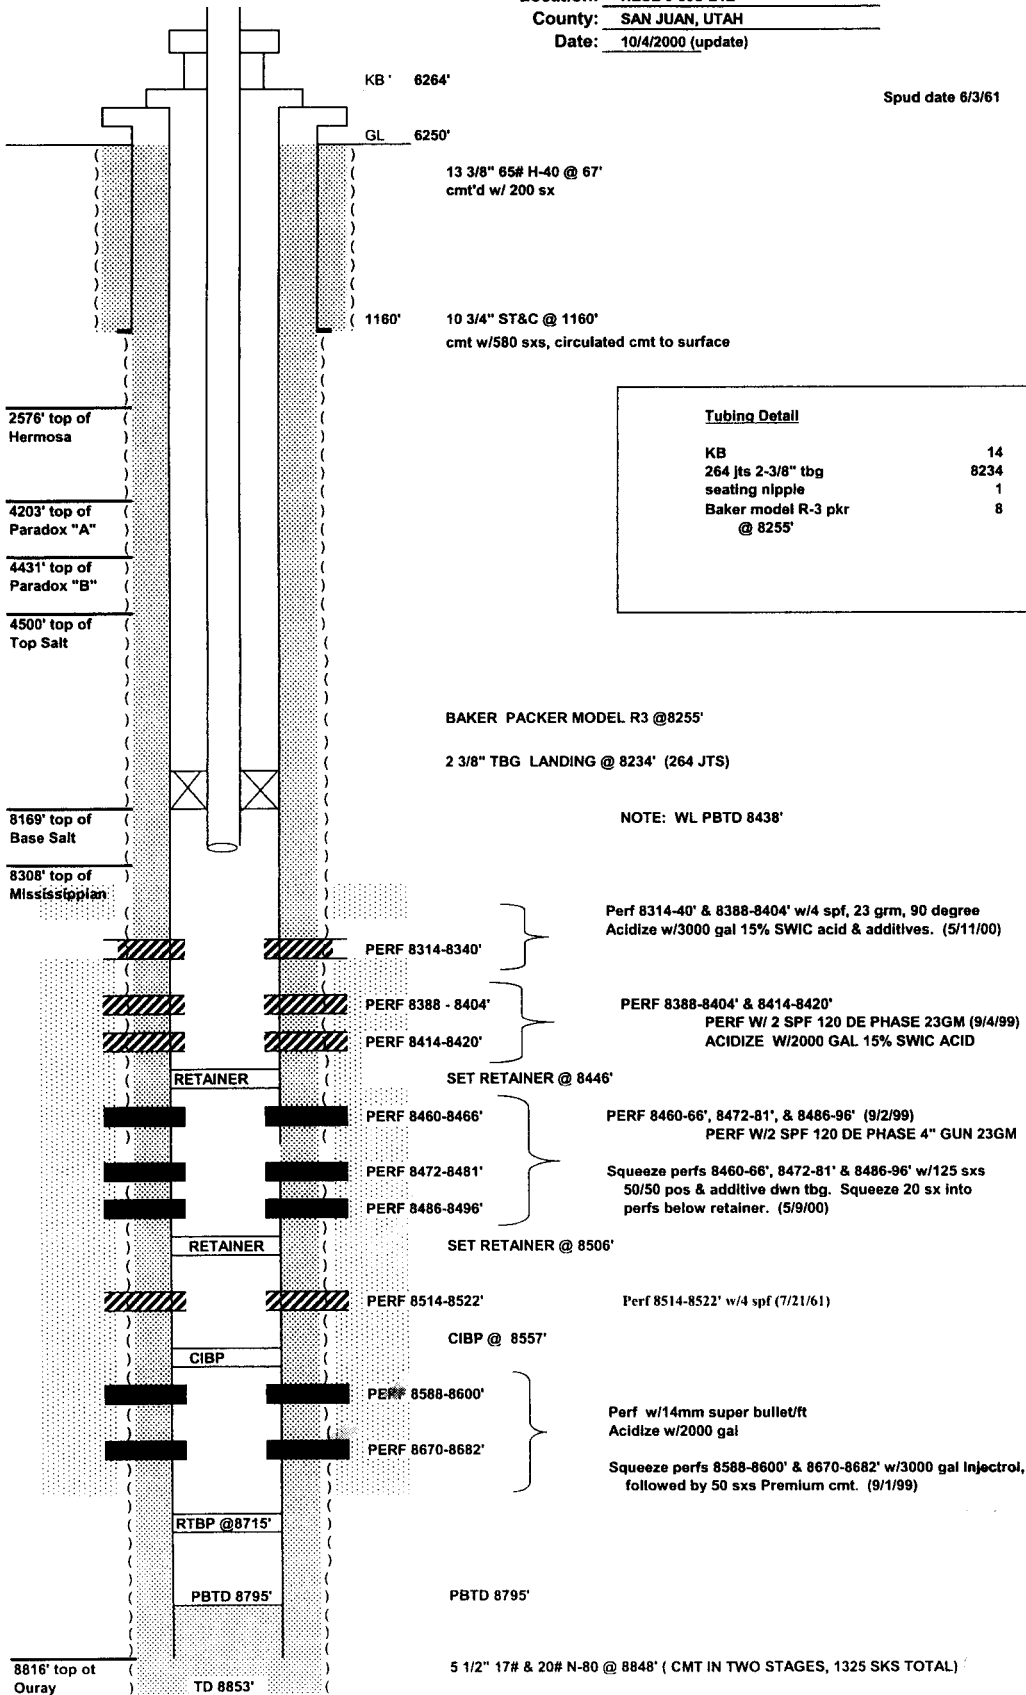 County: SAN JUAN, UTAH
Date: 10/4/2000 (update)
KB ' 6264'
Spud date 6/3/61
GL 6250'
13 3/8" 65# H-40 @ 67'
cmt'd w/ 200 sx
1160' 10 3/4" ST&C @ 1160'
cmt w/580 sxs, circulated cmt to surface
2576' top of
Hermosa
Tubing Detail
KB 14
264 jts 2-3/8" tbg 8234
seating nipple 1
Baker model R-3 pkr 8
@ 8255'
4203' top of
Paradox "A"
4431' top of
Paradox "B"
4500' top of
Top Salt
BAKER PACKER MODEL R3 @8255'
2 3/8" TBG LANDING @ 8234' (264 JTS)
8169' top of
Base Salt
NOTE: WL PBTD 8438'
8308' top of
Mississippian
Perf 8314-40' & 8388-8404' w/4 spf, 23 grm, 90 degree
Acidize w/3000 gal 15% SWIC acid & additives. (5/11/00)
PERF 8314-8340'
PERF 8388 - 8404'
PERF 8414-8420'
PERF 8388-8404' & 8414-8420'
PERF W/ 2 SPF 120 DE PHASE 23GM (9/4/99)
ACIDIZE W/2000 GAL 15% SWIC ACID
RETAINER
SET RETAINER @ 8446'
PERF 8460-8466'
PERF 8472-8481'
PERF 8486-8496'
PERF 8460-66', 8472-81', & 8486-96' (9/2/99)
PERF W/2 SPF 120 DE PHASE 4" GUN 23GM
Squeeze perfs 8460-66', 8472-81' & 8486-96' w/125 sxs
50/50 pos & additive dwn tbg. Squeeze 20 sx into
perfs below retainer. (5/9/00)
RETAINER
SET RETAINER @ 8506'
PERF 8514-8522'
Perf 8514-8522' w/4 spf (7/21/61)
CIBP @ 8557'
CIBP
PERF 8588-8600'
PERF 8670-8682'
Perf w/14mm super bullet/ft
Acidize w/2000 gal
Squeeze perfs 8588-8600' & 8670-8682' w/3000 gal Injectrol,
followed by 50 sxs Premium cmt. (9/1/99)
RTBP @8715'
PBTD 8795'
PBTD 8795'
8816' top of
Ouray
5 1/2" 17# & 20# N-80 @ 8848' ( CMT IN TWO STAGES, 1325 SKS TOTAL)
TD 8853'